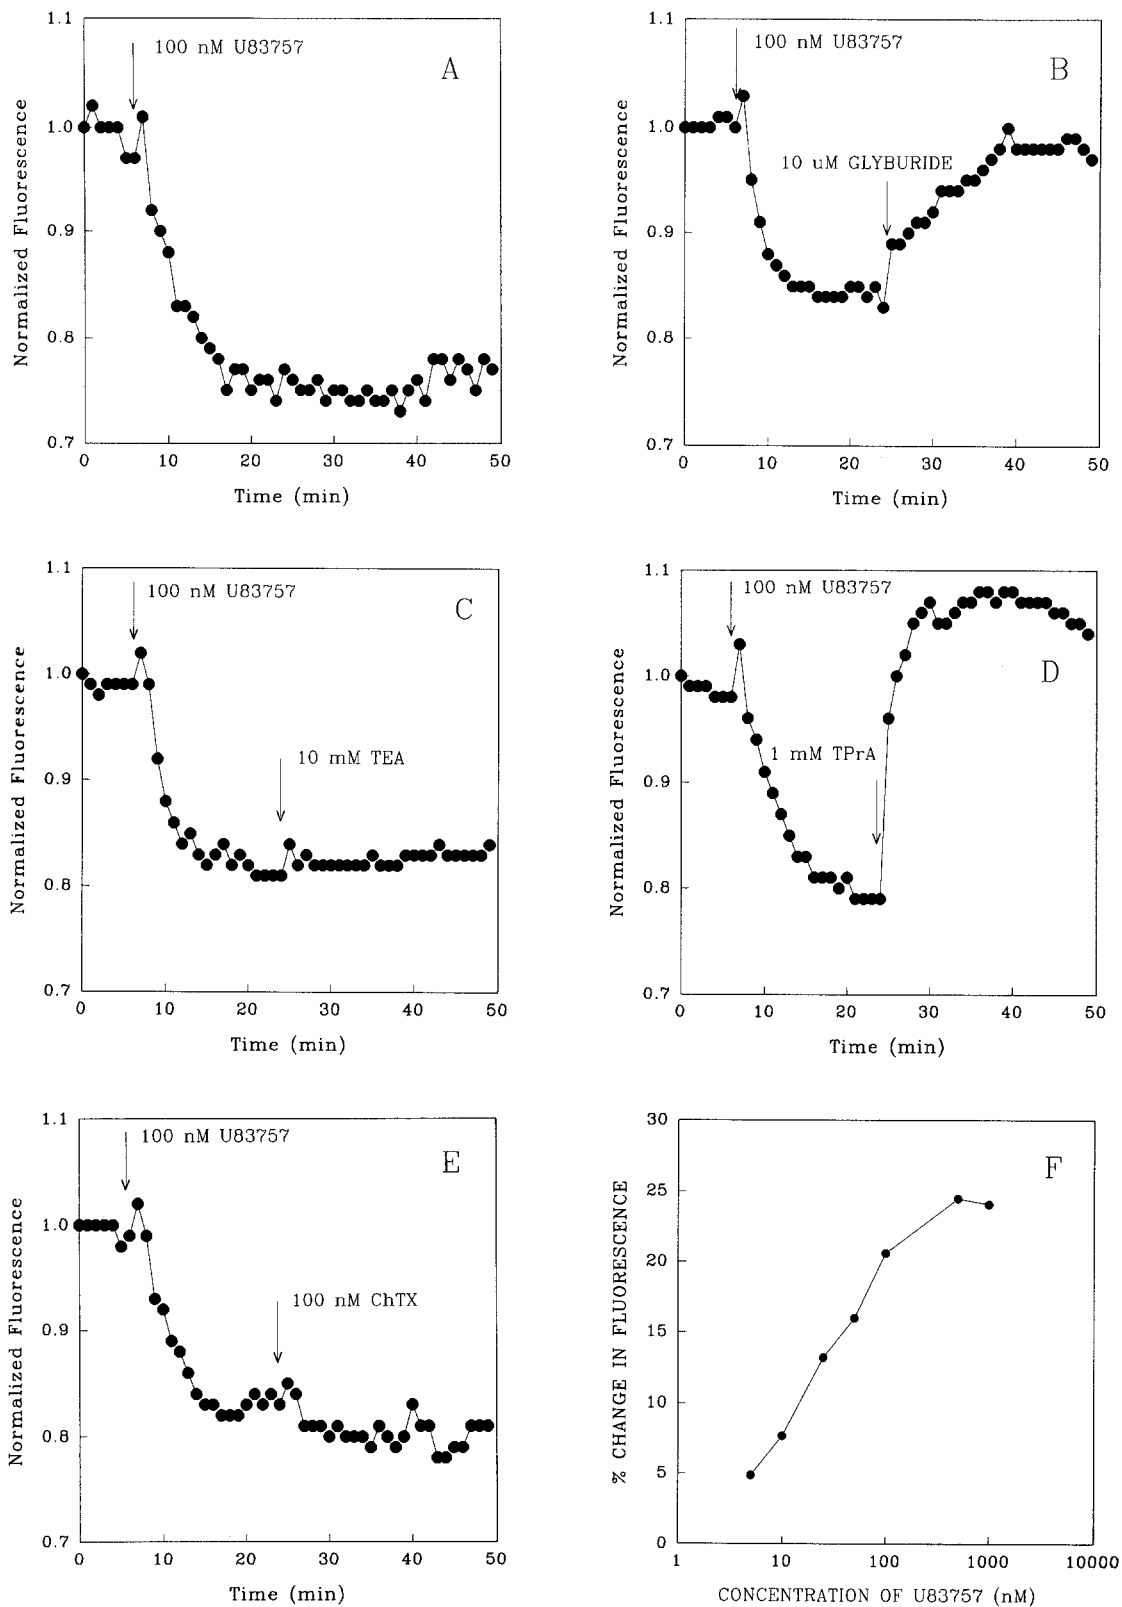 1.1
1.0
0.9
0.8
0.7
Normalized Fluorescence
100 nM U83757
A
0 10 20 30 40 50
Time (min)
1.1
1.0
0.9
0.8
0.7
Normalized Fluorescence
100 nM U83757
B
10 uM GLYBURIDE
0 10 20 30 40 50
Time (min)
1.1
1.0
0.9
0.8
0.7
Normalized Fluorescence
100 nM U83757
C
10 mM TEA
0 10 20 30 40 50
Time (min)
1.1
1.0
0.9
0.8
0.7
Normalized Fluorescence
100 nM U83757
D
1 mM TPrA
0 10 20 30 40 50
Time (min)
1.1
1.0
0.9
0.8
0.7
Normalized Fluorescence
100 nM U83757
E
100 nM ChTX
0 10 20 30 40 50
Time (min)
30
25
20
15
10
5
0
% CHANGE IN FLUORESCENCE
F
1 10 100 1000 10000
CONCENTRATION OF U83757 (nM)